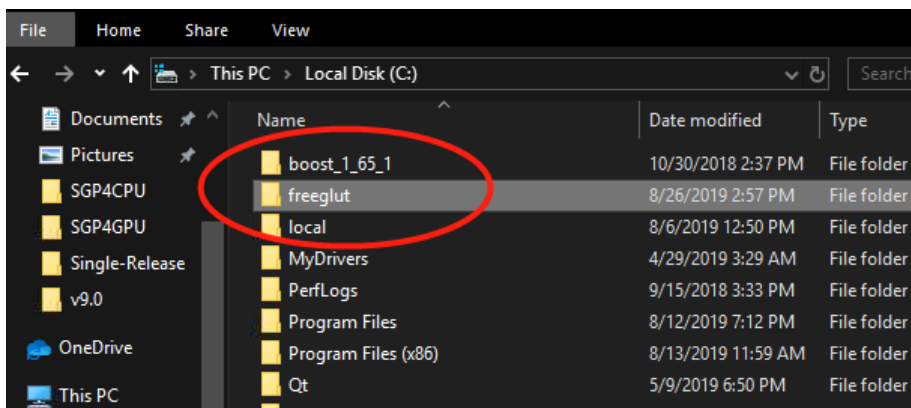 File Home Share View
This PC > Local Disk (C:) Search
Documents
Pictures
SGP4CPU
SGP4GPU
Single-Release
v9.0
OneDrive
This PC
Name Date modified Type
boost_1_65_1 10/30/2018 2:37 PM File folder
freeglut 8/26/2019 2:57 PM File folder
local 8/6/2019 12:50 PM File folder
MyDrivers 4/29/2019 3:29 AM File folder
PerfLogs 9/15/2018 3:33 PM File folder
Program Files 8/12/2019 7:12 PM File folder
Program Files (x86) 8/13/2019 11:59 AM File folder
Qt 5/9/2019 6:50 PM File folder